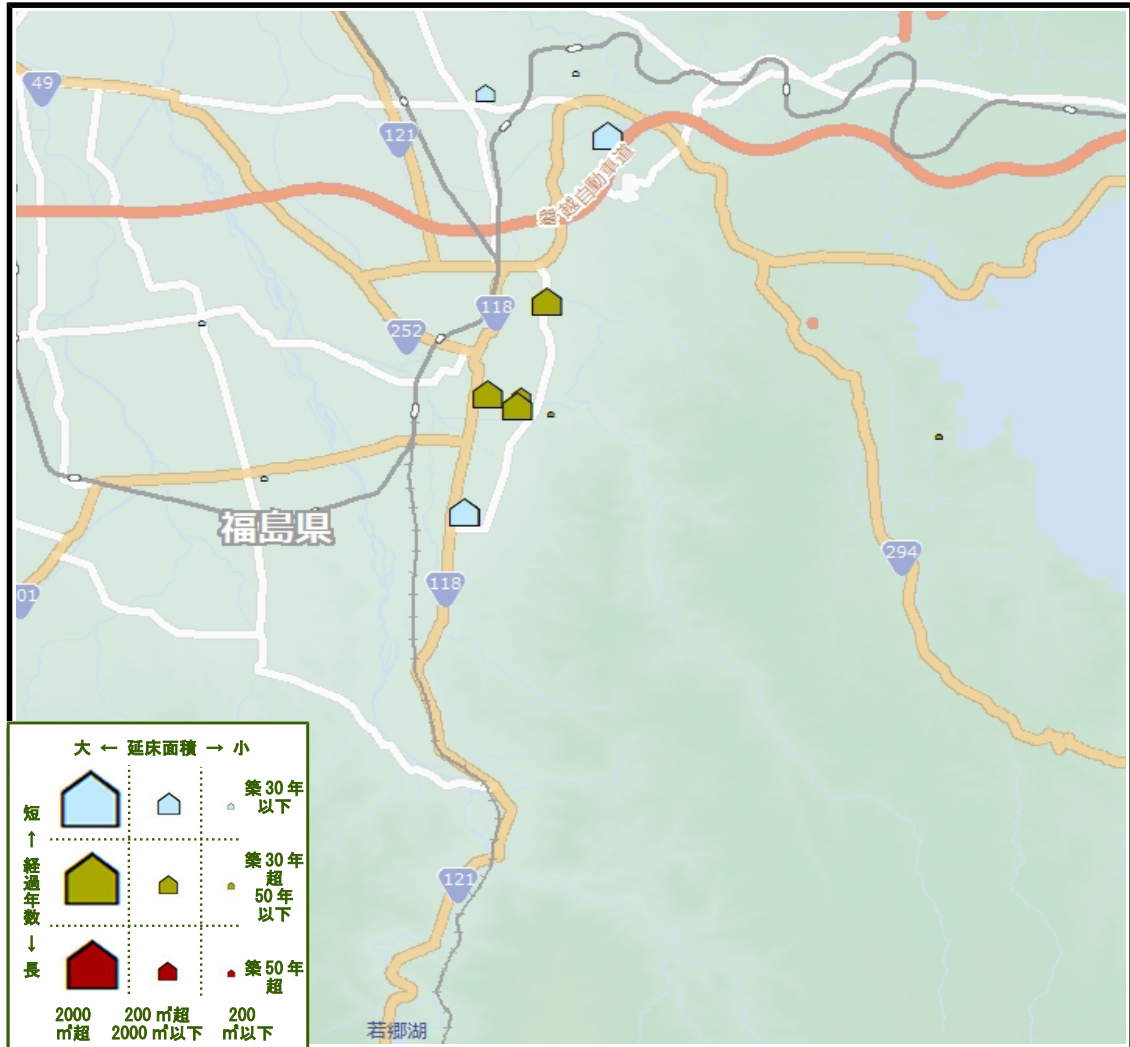 49
121
磐越自動車道
118
252
福島県
294
01
118
121
若郷湖
大 ← 延床面積 → 小
短
↑
経過年数
↓
長
築30年
以下
築30年
超
50年
以下
築50年
超
2000
㎡超
200㎡超
2000㎡以下
200
㎡以下